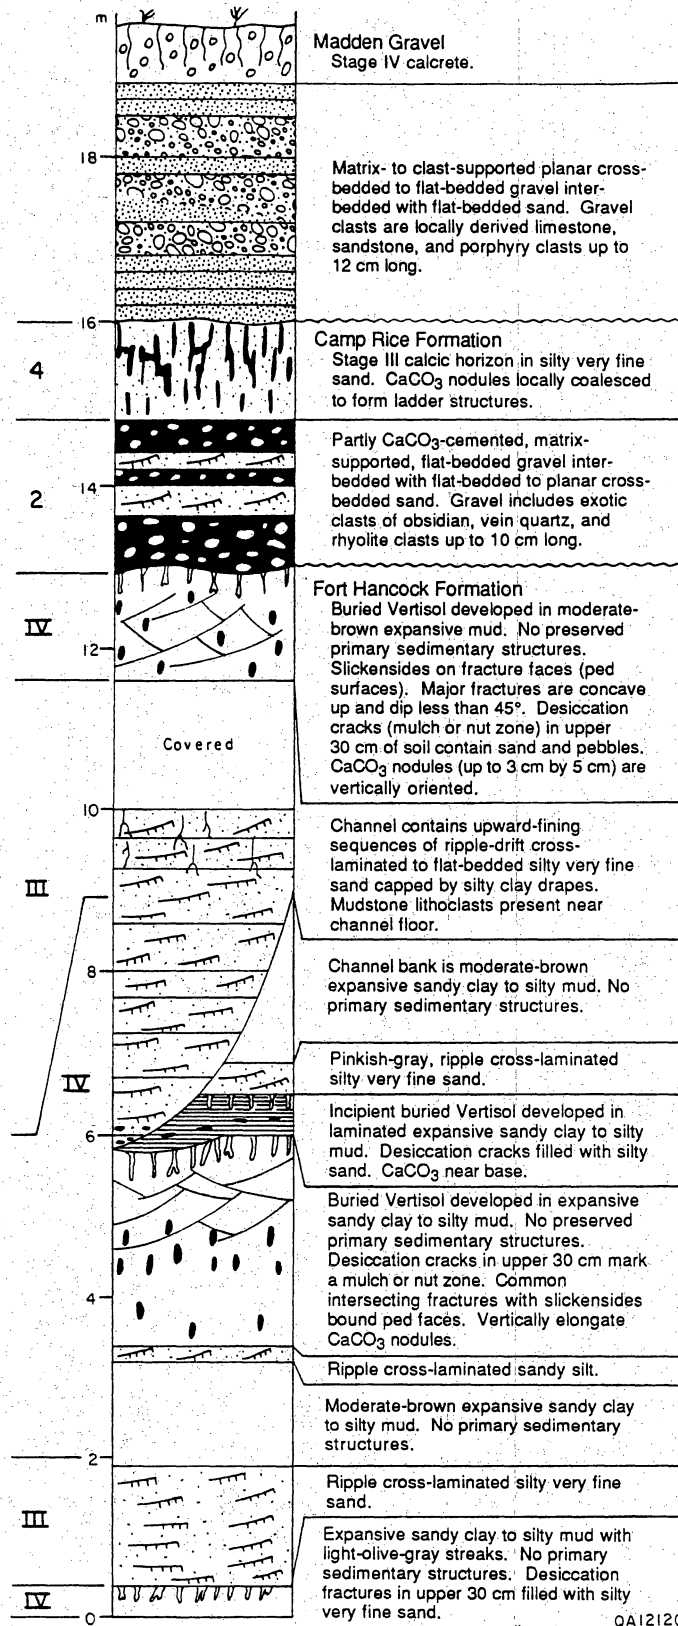 m
Madden Gravel
Stage IV calcrete.
18
Matrix- to clast-supported planar cross-
bedded to flat-bedded gravel inter-
bedded with flat-bedded sand. Gravel
clasts are locally derived limestone,
sandstone, and porphyry clasts up to
12 cm long.
16
4
Camp Rice Formation
Stage III calcic horizon in silty very fine
sand. CaCO3 nodules locally coalesced
to form ladder structures.
2
14
Partly CaCO3-cemented, matrix-
supported, flat-bedded gravel inter-
bedded with flat-bedded to planar cross-
bedded sand. Gravel includes exotic
clasts of obsidian, vein quartz, and
rhyolite clasts up to 10 cm long.
IV
12
Fort Hancock Formation
Buried Vertisol developed in moderate-
brown expansive mud. No preserved
primary sedimentary structures.
Slickensides on fracture faces (ped
surfaces). Major fractures are concave
up and dip less than 45°. Desiccation
cracks (mulch or nut zone) in upper
30 cm of soil contain sand and pebbles.
CaCO3 nodules (up to 3 cm by 5 cm) are
vertically oriented.
Covered
10
III
Channel contains upward-fining
sequences of ripple-drift cross-
laminated to flat-bedded silty very fine
sand capped by silty clay drapes.
Mudstone lithoclasts present near
channel floor.
8
Channel bank is moderate-brown
expansive sandy clay to silty mud. No
primary sedimentary structures.
IV
Pinkish-gray, ripple cross-laminated
silty very fine sand.
6
Incipient buried Vertisol developed in
laminated expansive sandy clay to silty
mud. Desiccation cracks filled with silty
sand. CaCO3 near base.
Buried Vertisol developed in expansive
sandy clay to silty mud. No preserved
primary sedimentary structures.
Desiccation cracks in upper 30 cm mark
a mulch or nut zone. Common
intersecting fractures with slickensides
bound ped faces. Vertically elongate
CaCO3 nodules.
4
Ripple cross-laminated sandy silt.
Moderate-brown expansive sandy clay
to silty mud. No primary sedimentary
structures.
2
III
Ripple cross-laminated silty very fine
sand.
Expansive sandy clay to silty mud with
light-olive-gray streaks. No primary
sedimentary structures. Desiccation
fractures in upper 30 cm filled with silty
very fine sand.
IV
0
QA12120